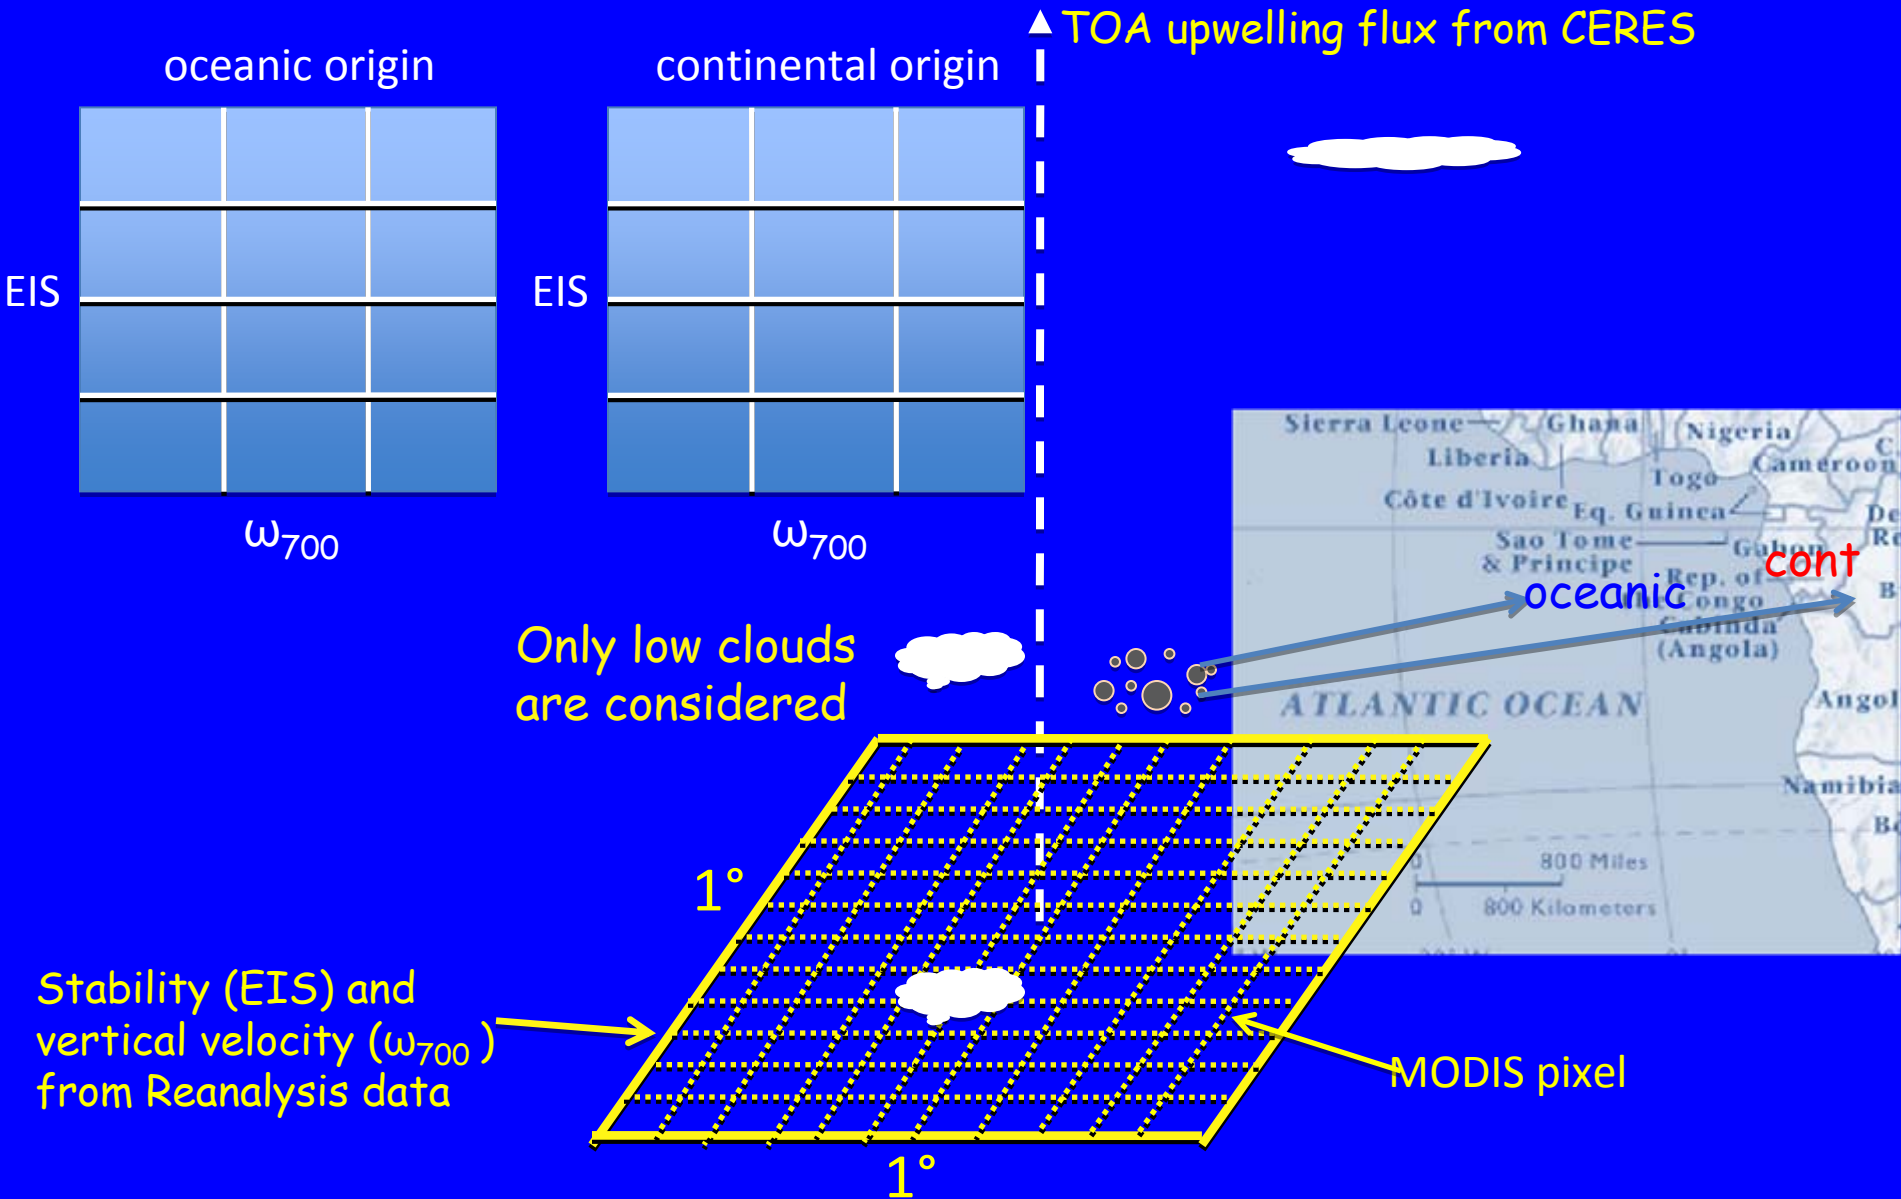 TOA upwelling flux from CERES
oceanic origin
continental origin
EIS
EIS
ω700
ω700
Only low clouds
are considered
Sierra Leone
Ghana
Nigeria
Liberia
Togo
Cameroon
Côte d'Ivoire
Eq. Guinea
Sao Tome
& Principe
Gabon
cont
oceanic
Rep. of
Congo
Cabinda
(Angola)
ATLANTIC OCEAN
Angol
Namibia
800 Miles
0
800 Kilometers
1°
Stability (EIS) and
vertical velocity (ω700 )
from Reanalysis data
MODIS pixel
1°